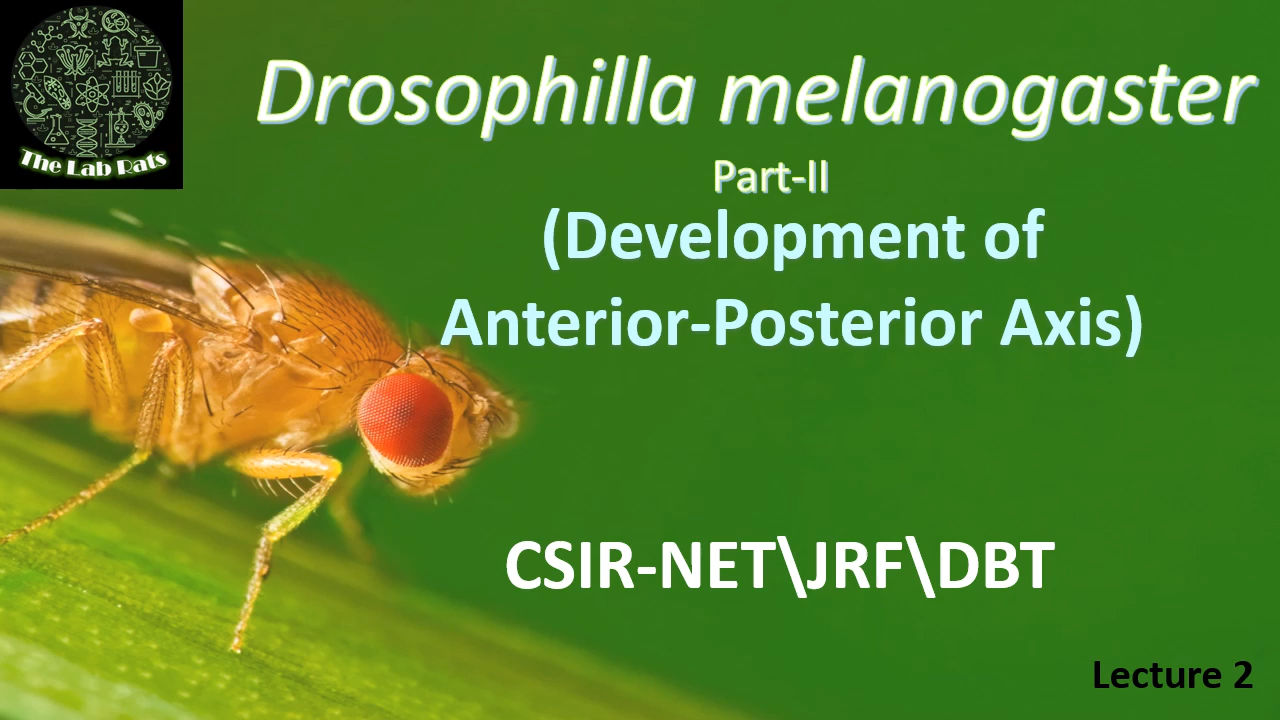 The Lab Rats
Drosophilla melanogaster
Part-II
(Development of
Anterior-Posterior Axis)
CSIR-NET\JRF\DBT
Lecture 2